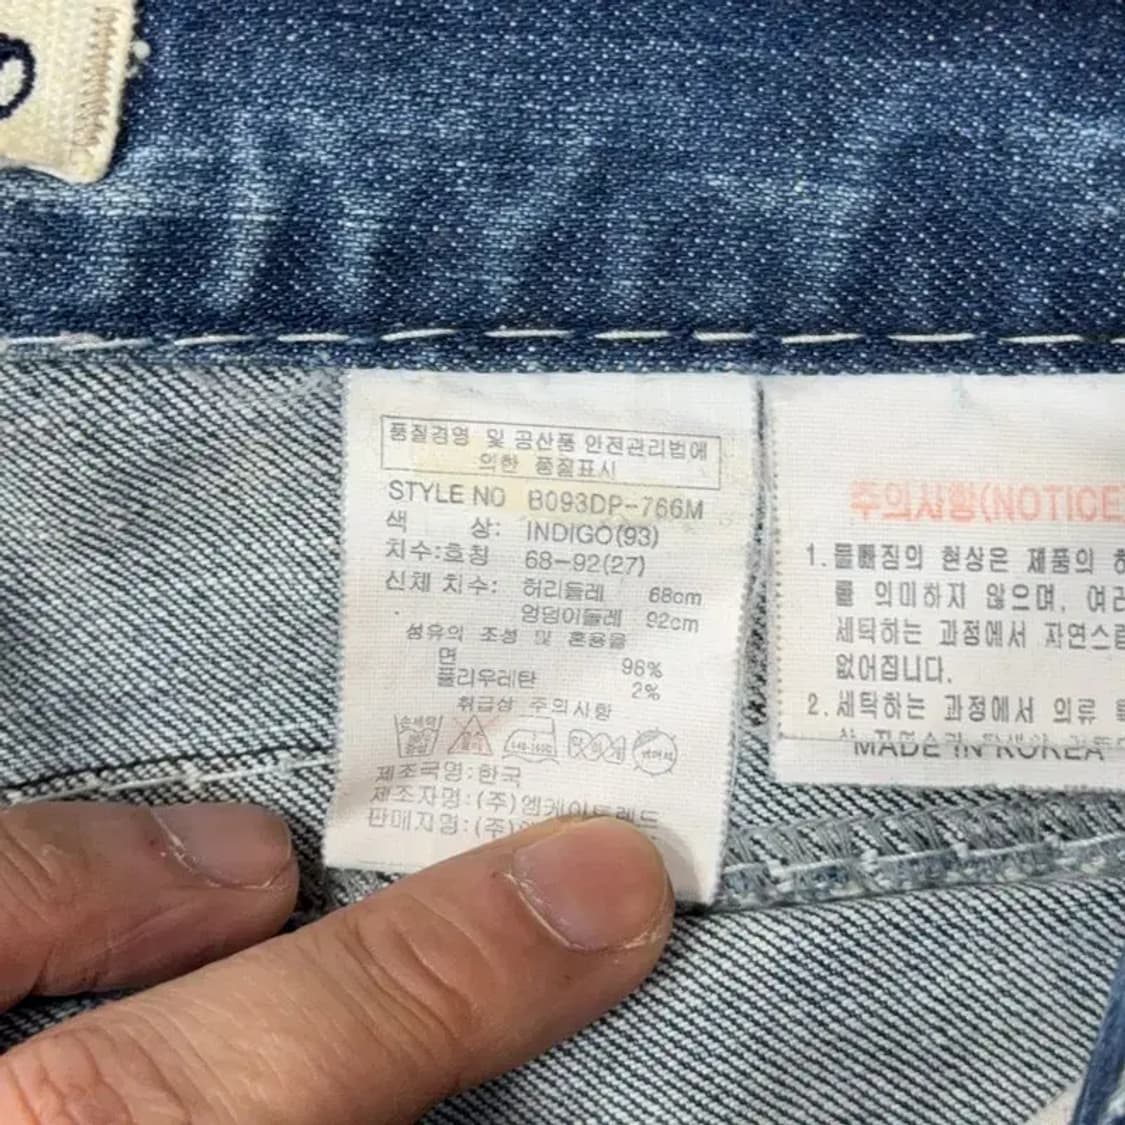 품질경영 및 공산품 안전관리법에
의한 품질표시
STYLE NO B093DP-766M
색 상: INDIGO(93)
치수:호칭 68-92(27)
신체 치수: 허리둘레 68cm
엉덩이둘레 92cm
섬유의 조성 및 혼용율
면 98%
폴리우레탄 2%
취급상 주의사항
제조국명:한국
제조자명:(주)엠케이트렌드
판매자명:(주)
주의사항(NOTICE
1.물빠짐의 현상은 제품의
를 의미하지 않으며, 여러
세탁하는 과정에서 자연스럽
없어집니다.
2.세탁하는 과정에서 의류
MADE IN KOREA